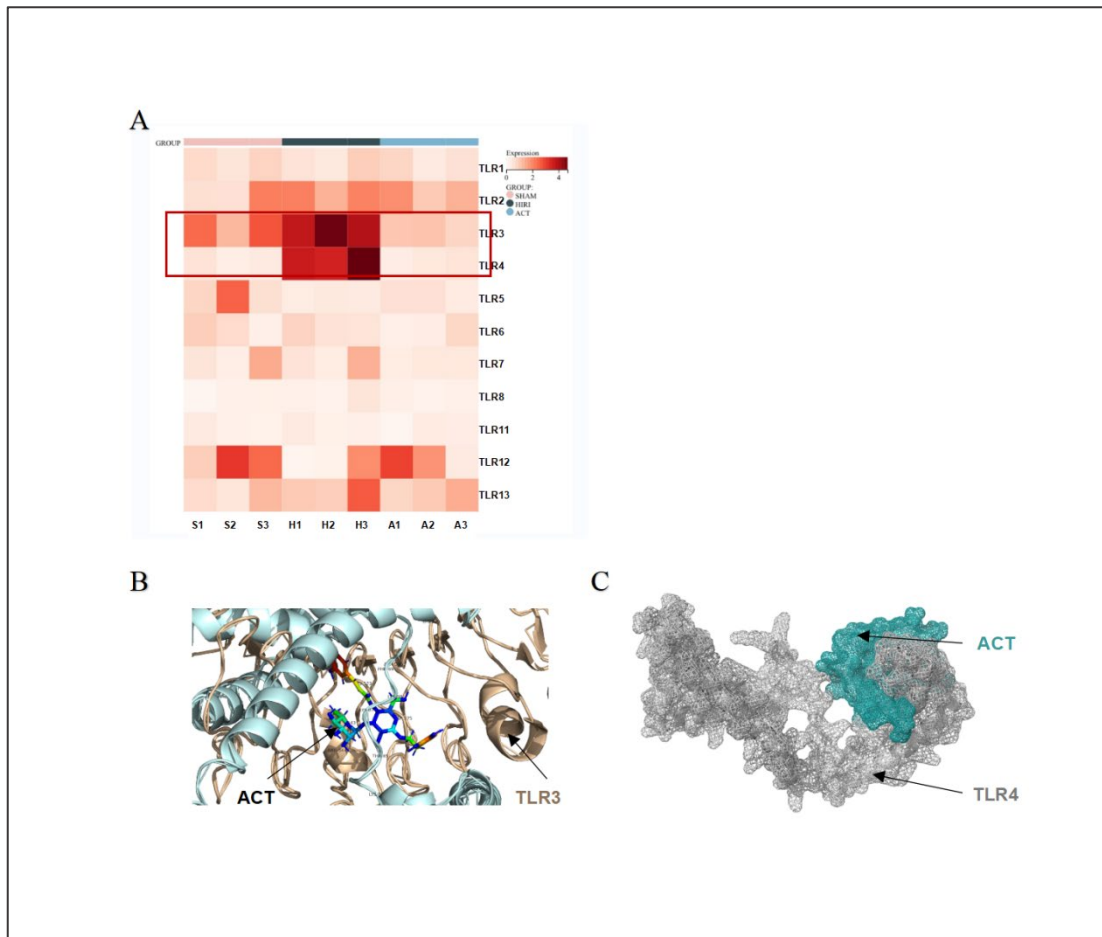 A
GROUP
Expression
0 2 4
GROUP:
SHAM
HIRI
ACT
TLR1
TLR2
TLR3
TLR4
TLR5
TLR6
TLR7
TLR8
TLR11
TLR12
TLR13
S1 S2 S3 H1 H2 H3 A1 A2 A3
B
ACT
TLR3
C
ACT
TLR4